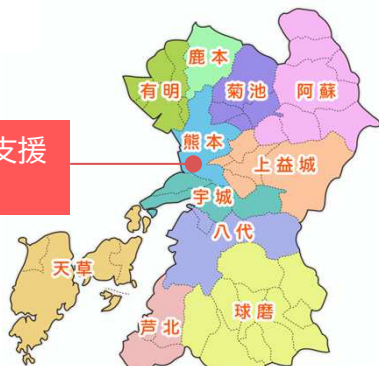 鹿本
有明
菊池
阿蘇
熊本
支援
上益城
宇城
八代
天草
芦北
球磨